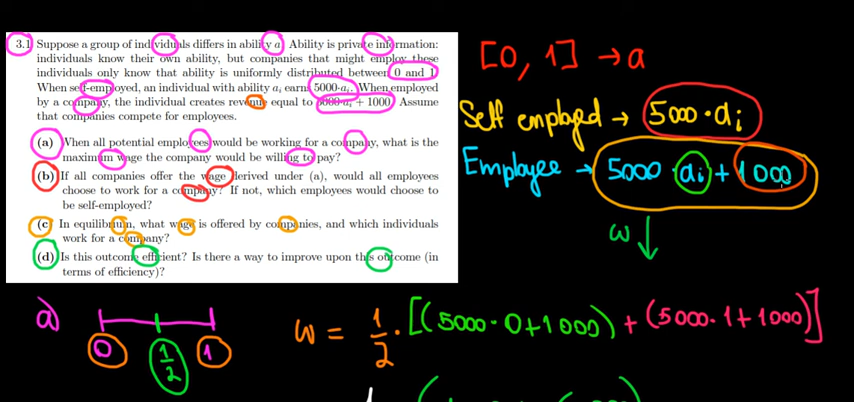 3.1 Suppose a group of individuals differs in ability a. Ability is private information:
individuals know their own ability, but companies that might employ these
individuals only know that ability is uniformly distributed between 0 and 1.
When self-employed, an individual with ability aᵢ earns 5000·aᵢ. When employed
by a company, the individual creates revenue equal to 5000·aᵢ + 1000. Assume
that companies compete for employees.
(a) When all potential employees would be working for a company, what is the
maximum wage the company would be willing to pay?
(b) If all companies offer the wage derived under (a), would all employees
choose to work for a company? If not, which employees would choose to
be self-employed?
(c) In equilibrium, what wage is offered by companies, and which individuals
work for a company?
(d) Is this outcome efficient? Is there a way to improve upon this outcome (in
terms of efficiency)?
[0, 1] → a
Self employed → 5000·aᵢ
Employee → 5000·aᵢ + 1000
w ↓
a) 0 1/2 1
w = 1/2 · [(5000·0+1000) + (5000·1+1000)]